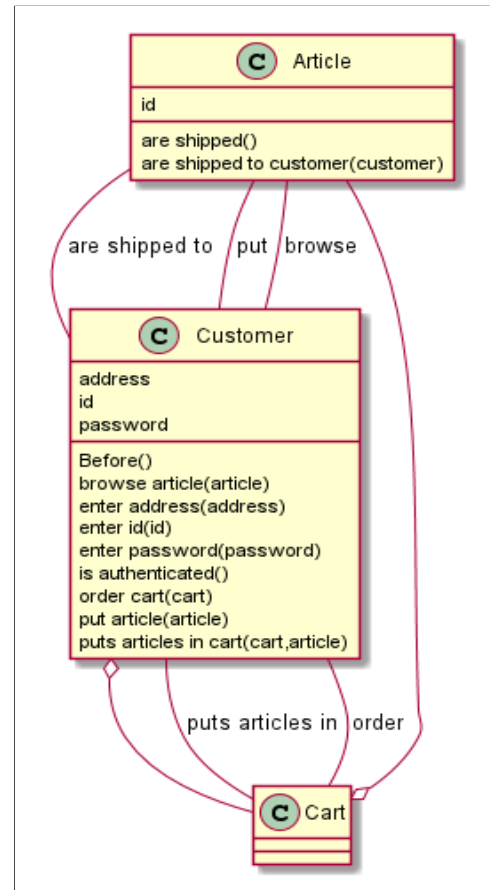 C Article
id
are shipped()
are shipped to customer(customer)
are shipped to put browse
C Customer
address
id
password
Before()
browse article(article)
enter address(address)
enter id(id)
enter password(password)
is authenticated()
order cart(cart)
put article(article)
puts articles in cart(cart,article)
puts articles in order
C Cart